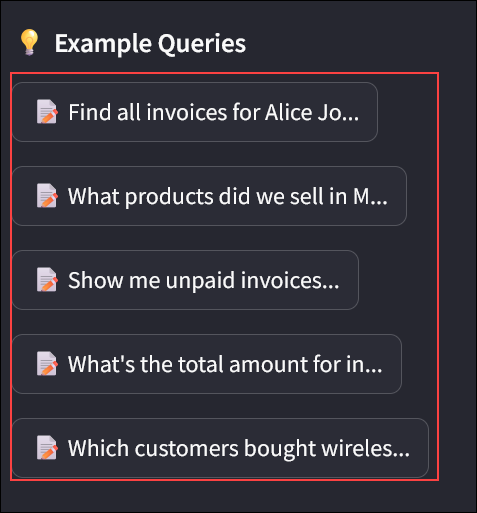 Example Queries
Find all invoices for Alice Jo...
What products did we sell in M...
Show me unpaid invoices...
What's the total amount for in...
Which customers bought wireles...